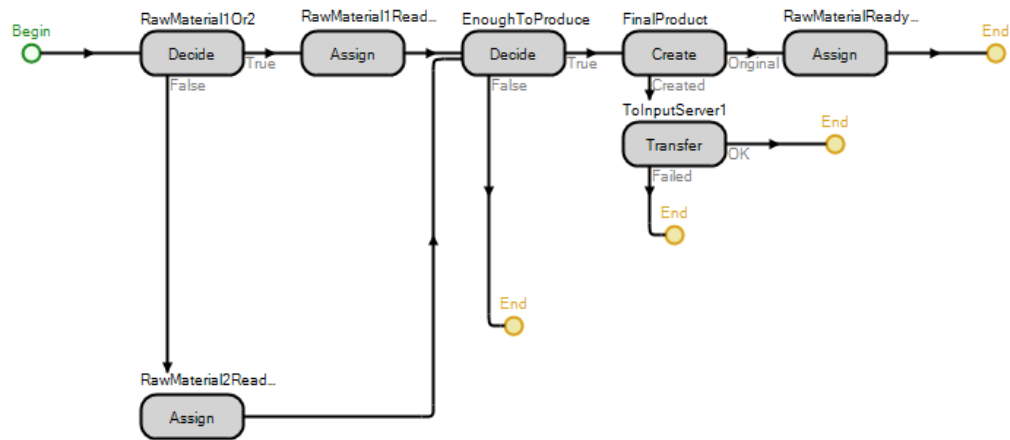 RawMaterial1Or2
RawMaterial1Read...
EnoughToProduce
FinalProduct
RawMaterialReady...
Begin
End
Decide
Assign
Decide
Create
Assign
True
True
Original
False
False
Created
ToInputServer1
End
Transfer
OK
Failed
End
End
RawMaterial2Read...
Assign